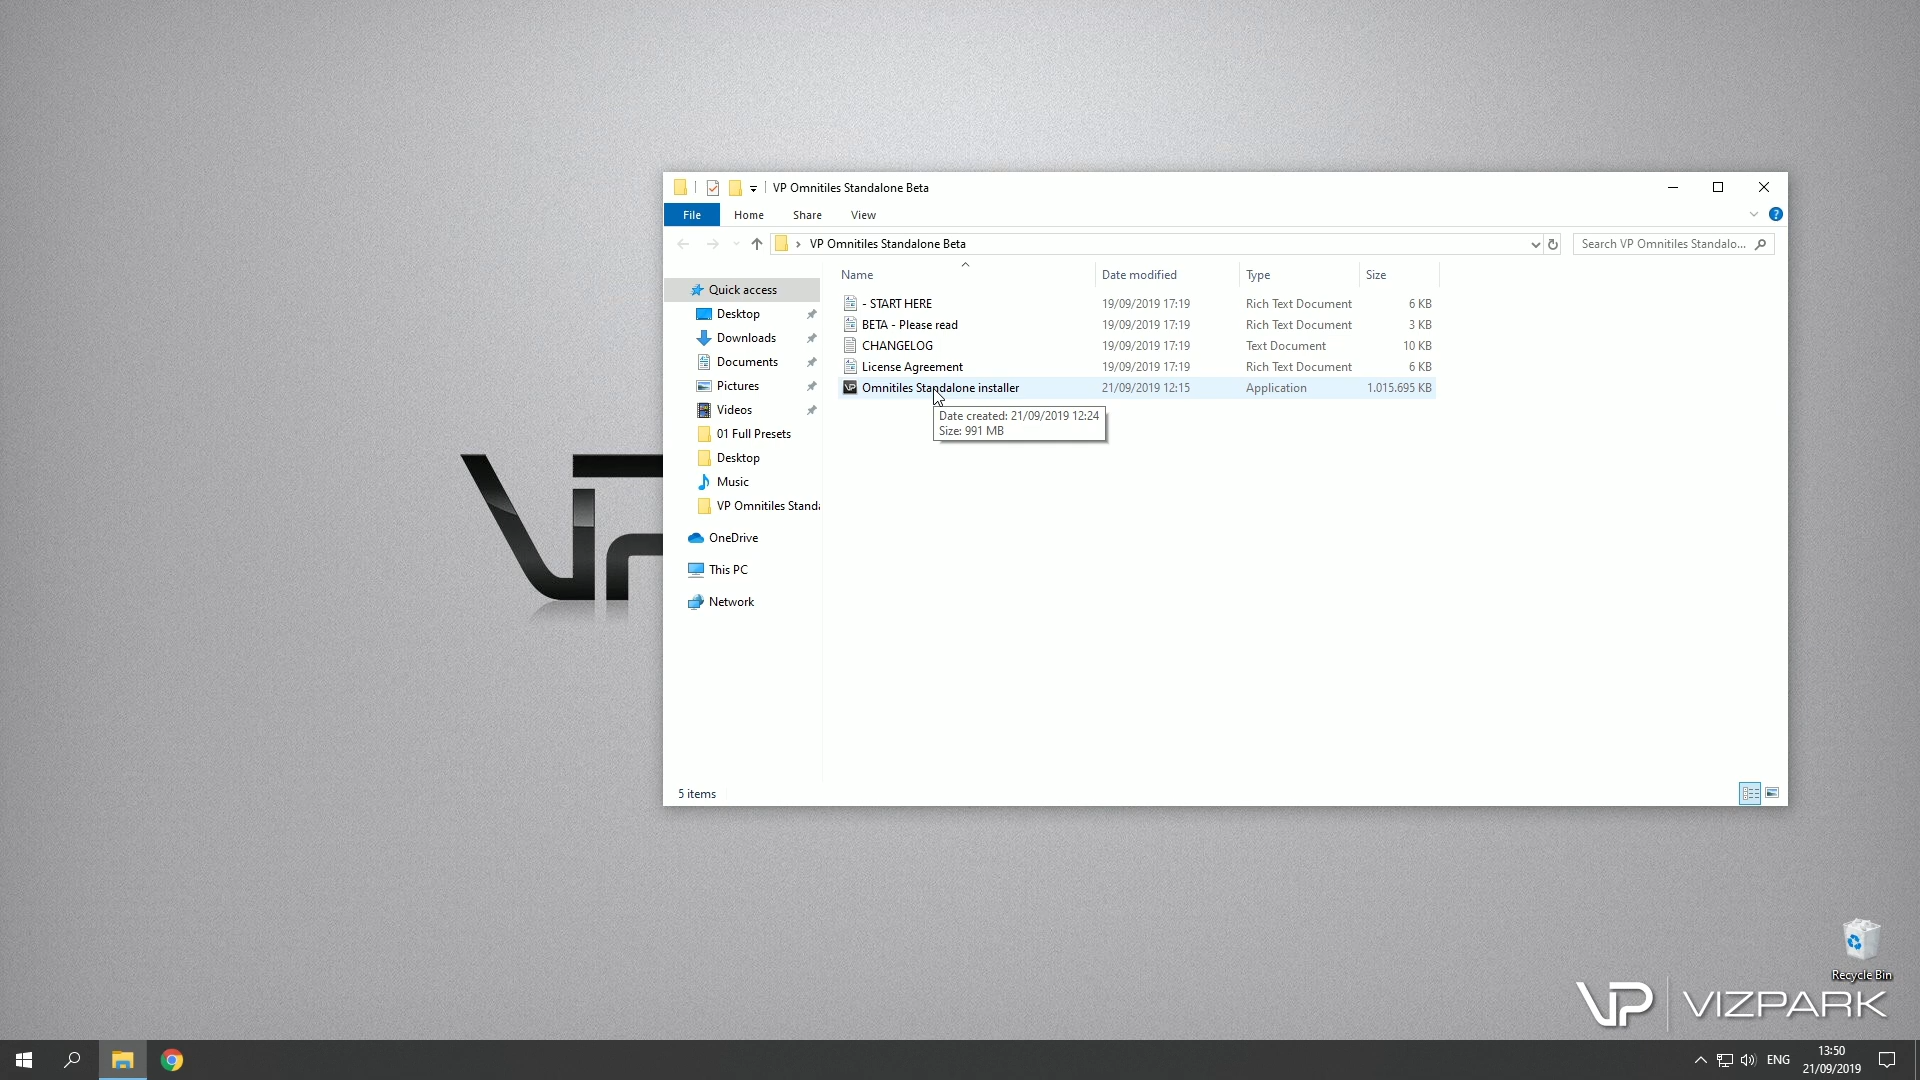 VP Omnitiles Standalone Beta
File Home Share View
VP Omnitiles Standalone Beta
Search VP Omnitiles Standalo...
Name Date modified Type Size
Quick access
Desktop
Downloads
Documents
Pictures
Videos
01 Full Presets
Desktop
Music
VP Omnitiles Standa
OneDrive
This PC
Network
- START HERE 19/09/2019 17:19 Rich Text Document 6 KB
BETA - Please read 19/09/2019 17:19 Rich Text Document 3 KB
CHANGELOG 19/09/2019 17:19 Text Document 10 KB
License Agreement 19/09/2019 17:19 Rich Text Document 6 KB
Omnitiles Standalone installer 21/09/2019 12:15 Application 1.015.695 KB
Date created: 21/09/2019 12:24
Size: 991 MB
5 items
Recycle Bin
VP VIZPARK
ENG
13:50
21/09/2019